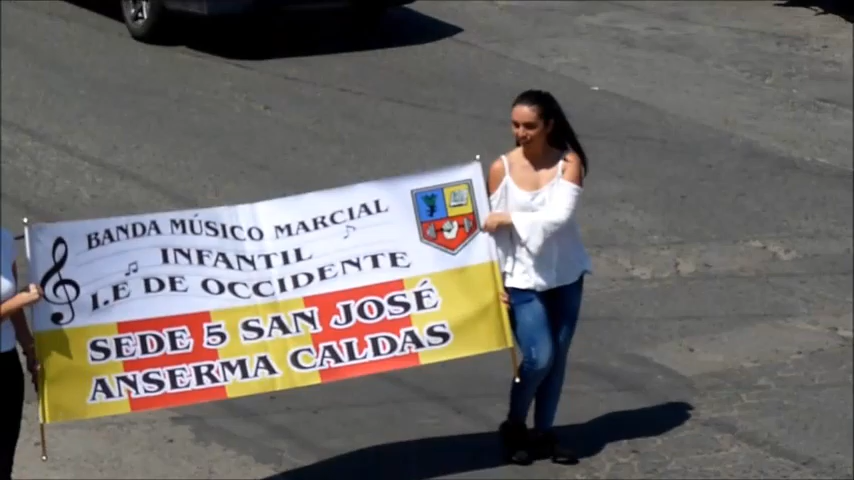 BANDA MÚSICO MARCIAL
INFANTIL
I.E DE OCCIDENTE
SEDE 5 SAN JOSÉ
ANSERMA CALDAS